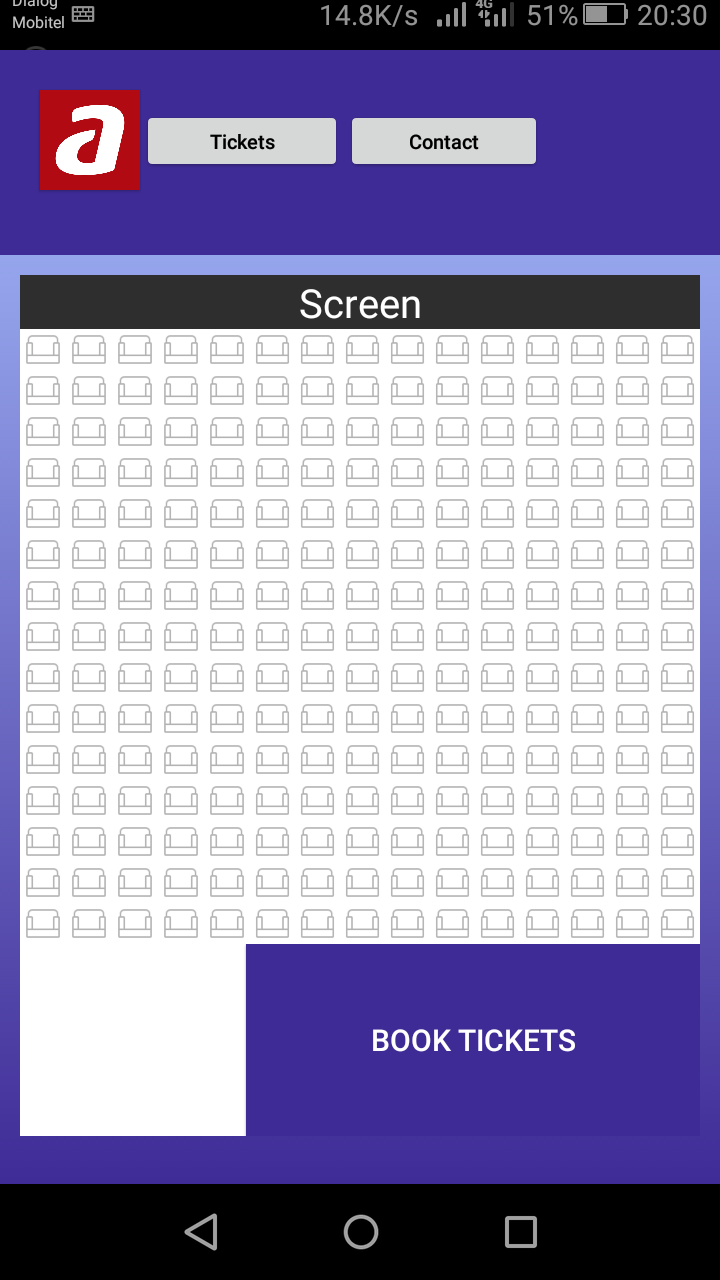 Dialog
Mobitel
14.8K/s 4G 51% 20:30
a
Tickets Contact
Screen
BOOK TICKETS